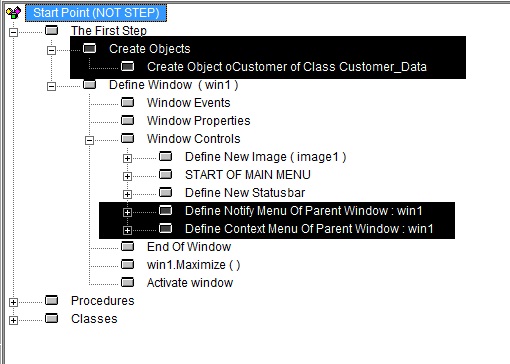 Start Point (NOT STEP)
The First Step
Create Objects
Create Object oCustomer of Class Customer_Data
Define Window ( win1 )
Window Events
Window Properties
Window Controls
Define New Image ( image1 )
START OF MAIN MENU
Define New Statusbar
Define Notify Menu Of Parent Window : win1
Define Context Menu Of Parent Window : win1
End Of Window
win1.Maximize ( )
Activate window
Procedures
Classes